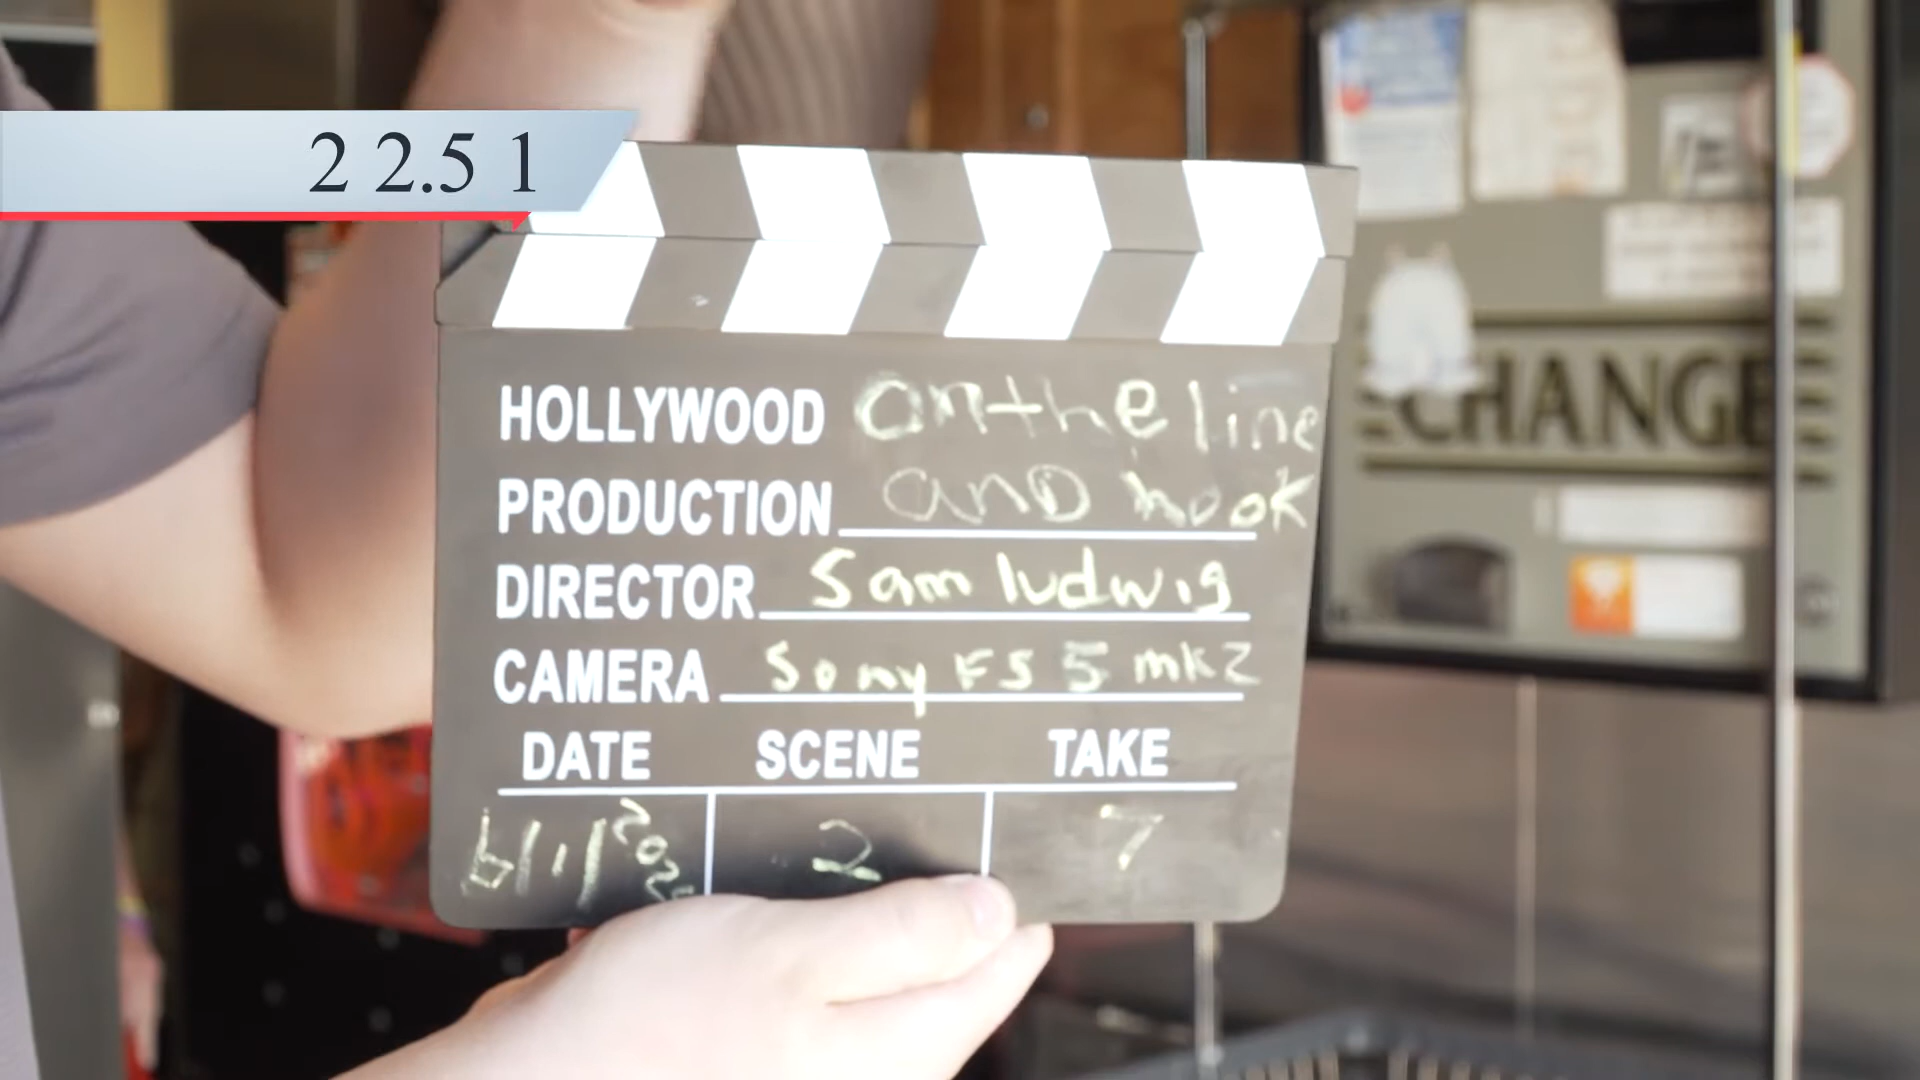 2 2.5 1
HOLLYWOOD on the line
PRODUCTION and hook
DIRECTOR Sam ludwig
CAMERA Sony FS 5 mk2
DATE SCENE TAKE
2 7
CHANGE